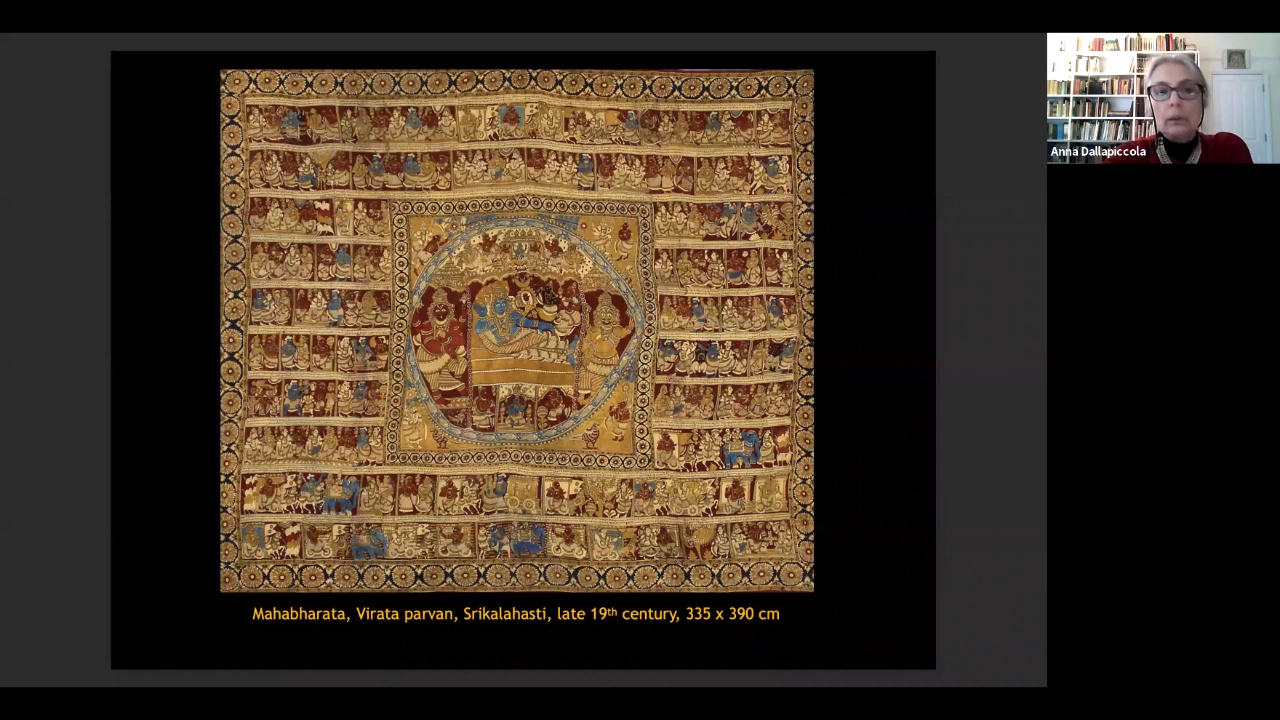 Anna Dallapiccola
Mahabharata, Virata parvan, Srikalahasti, late 19th century, 335 x 390 cm